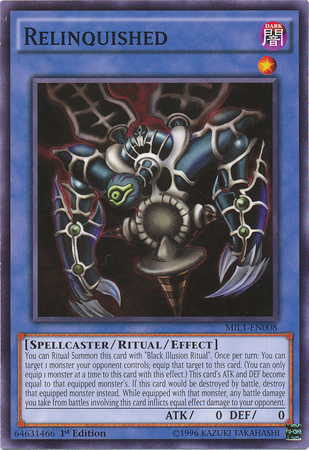 RELINQUISHED
DARK
闇
MIL1-EN008
[SPELLCASTER/RITUAL/EFFECT]
You can Ritual Summon this card with "Black Illusion Ritual". Once per turn: You can
target 1 monster your opponent controls; equip that target to this card. (You can only
equip 1 monster at a time to this card with this effect.) This card's ATK and DEF become
equal to that equipped monster's. If this card would be destroyed by battle, destroy
that equipped monster instead. While equipped with that monster, any battle damage
you take from battles involving this card inflicts equal effect damage to your opponent.
ATK/ 0 DEF/ 0
64631466 1st Edition ©1996 KAZUKI TAKAHASHI